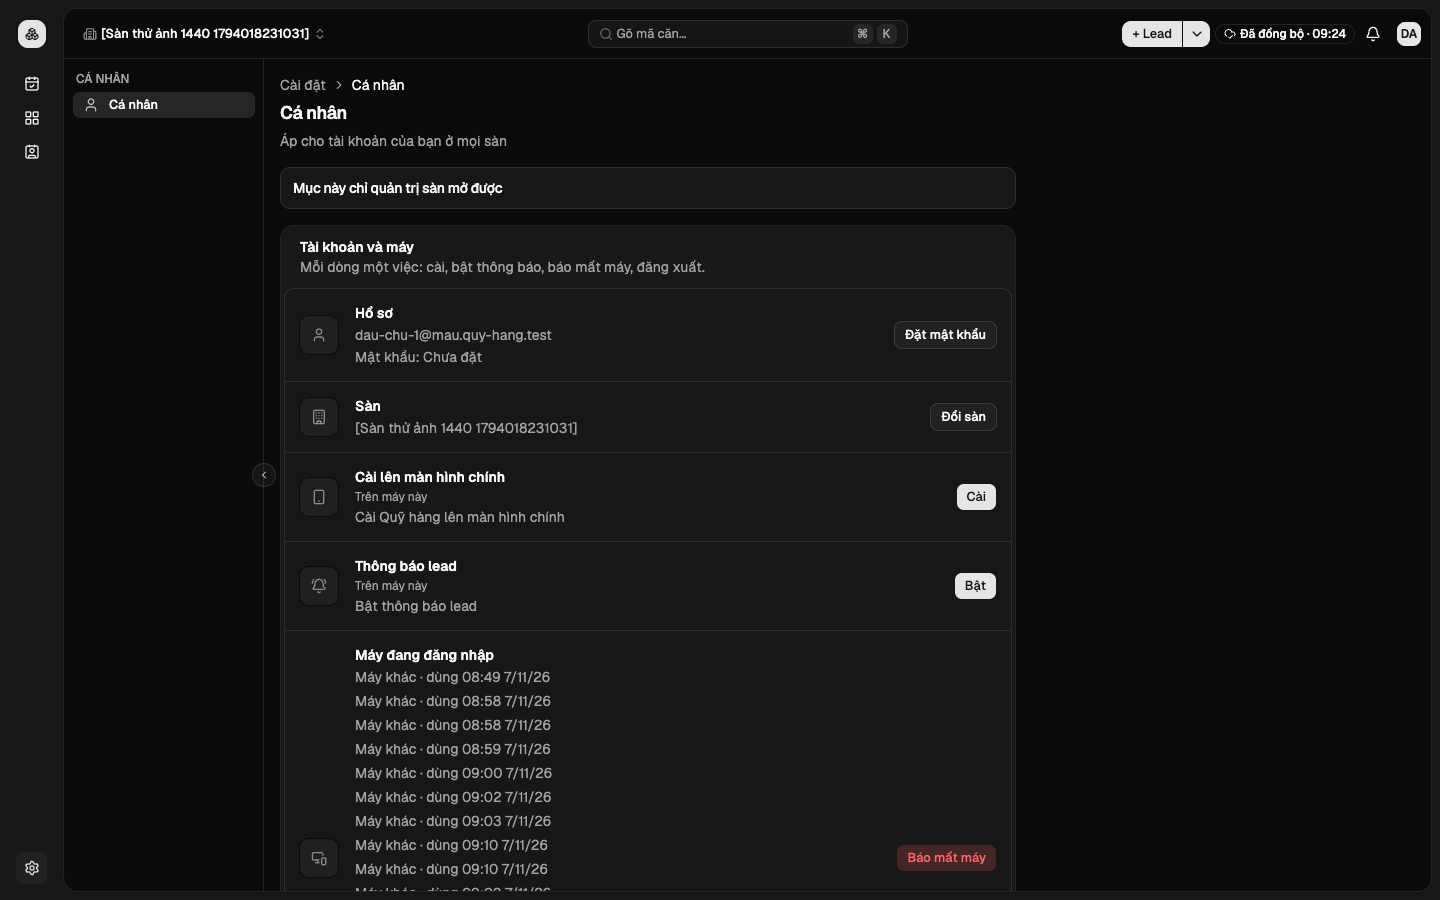 [Sàn thử ảnh 1440 1794018231031]
Gõ mã căn...
⌘ K
+ Lead
Đã đồng bộ · 09:24
DA
CÁ NHÂN
Cá nhân
Cài đặt > Cá nhân
Cá nhân
Áp cho tài khoản của bạn ở mọi sàn
Mục này chỉ quản trị sàn mở được
Tài khoản và máy
Mỗi dòng một việc: cài, bật thông báo, báo mất máy, đăng xuất.
Hồ sơ
dau-chu-1@mau.quy-hang.test
Mật khẩu: Chưa đặt
Đặt mật khẩu
Sàn
[Sàn thử ảnh 1440 1794018231031]
Đổi sàn
Cài lên màn hình chính
Trên máy này
Cài Quỹ hàng lên màn hình chính
Cài
Thông báo lead
Trên máy này
Bật thông báo lead
Bật
Máy đang đăng nhập
Máy khác · dùng 08:49 7/11/26
Máy khác · dùng 08:58 7/11/26
Máy khác · dùng 08:58 7/11/26
Máy khác · dùng 08:59 7/11/26
Máy khác · dùng 09:00 7/11/26
Máy khác · dùng 09:02 7/11/26
Máy khác · dùng 09:03 7/11/26
Máy khác · dùng 09:10 7/11/26
Máy khác · dùng 09:10 7/11/26
Báo mất máy